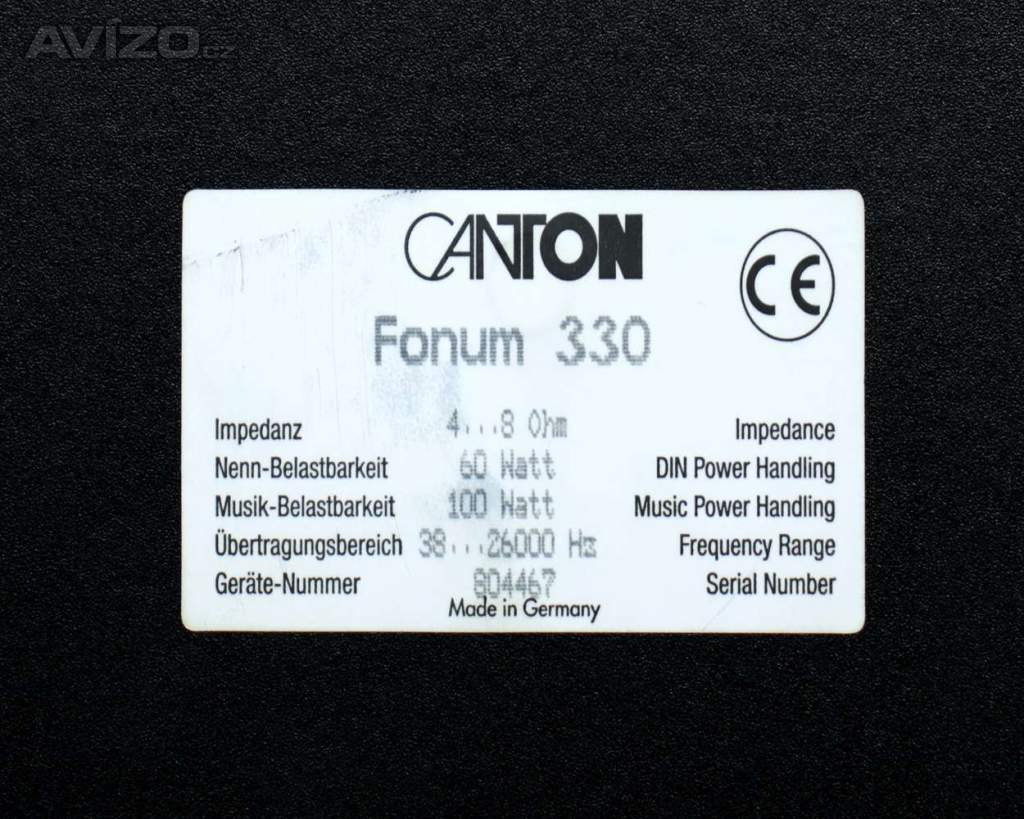 AVÍZO.cz
CANTON
CE
Fonum 330
Impedanz 4...8 Ohm Impedance
Nenn-Belastbarkeit 60 Watt DIN Power Handling
Musik-Belastbarkeit 100 Watt Music Power Handling
Übertragungsbereich 38...26000 Hz Frequency Range
Geräte-Nummer 804467 Serial Number
Made in Germany